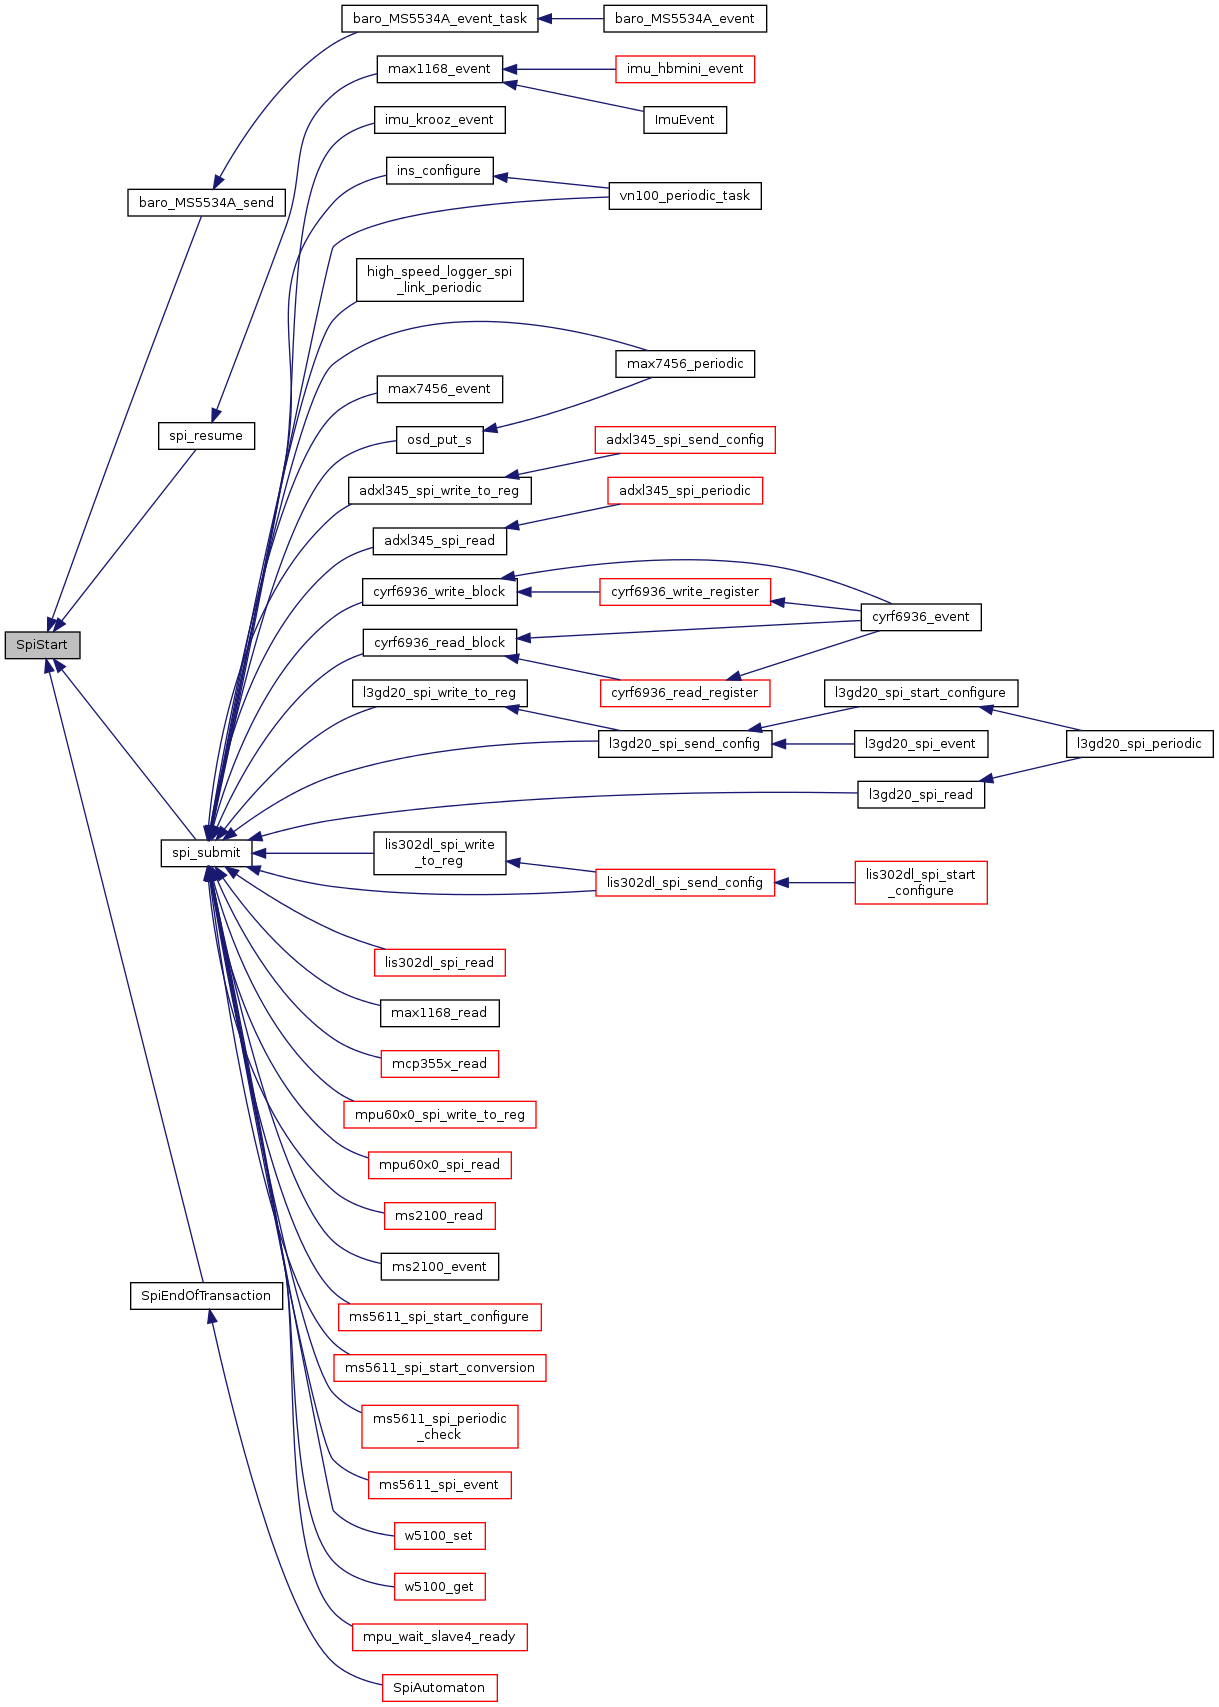 baro_MS5534A_event_task
baro_MS5534A_event
max1168_event
imu_hbmini_event
imu_krooz_event
ImuEvent
ins_configure
vn100_periodic_task
baro_MS5534A_send
high_speed_logger_spi
_link_periodic
max7456_periodic
max7456_event
spi_resume
osd_put_s
adxl345_spi_send_config
adxl345_spi_write_to_reg
adxl345_spi_periodic
adxl345_spi_read
cyrf6936_write_block
cyrf6936_write_register
cyrf6936_event
SpiStart
cyrf6936_read_block
cyrf6936_read_register
l3gd20_spi_write_to_reg
l3gd20_spi_start_configure
l3gd20_spi_send_config
l3gd20_spi_event
l3gd20_spi_periodic
l3gd20_spi_read
spi_submit
lis302dl_spi_write
_to_reg
lis302dl_spi_send_config
lis302dl_spi_start
_configure
lis302dl_spi_read
max1168_read
mcp355x_read
mpu60x0_spi_write_to_reg
mpu60x0_spi_read
ms2100_read
ms2100_event
SpiEndOfTransaction
ms5611_spi_start_configure
ms5611_spi_start_conversion
ms5611_spi_periodic
_check
ms5611_spi_event
w5100_set
w5100_get
mpu_wait_slave4_ready
SpiAutomaton